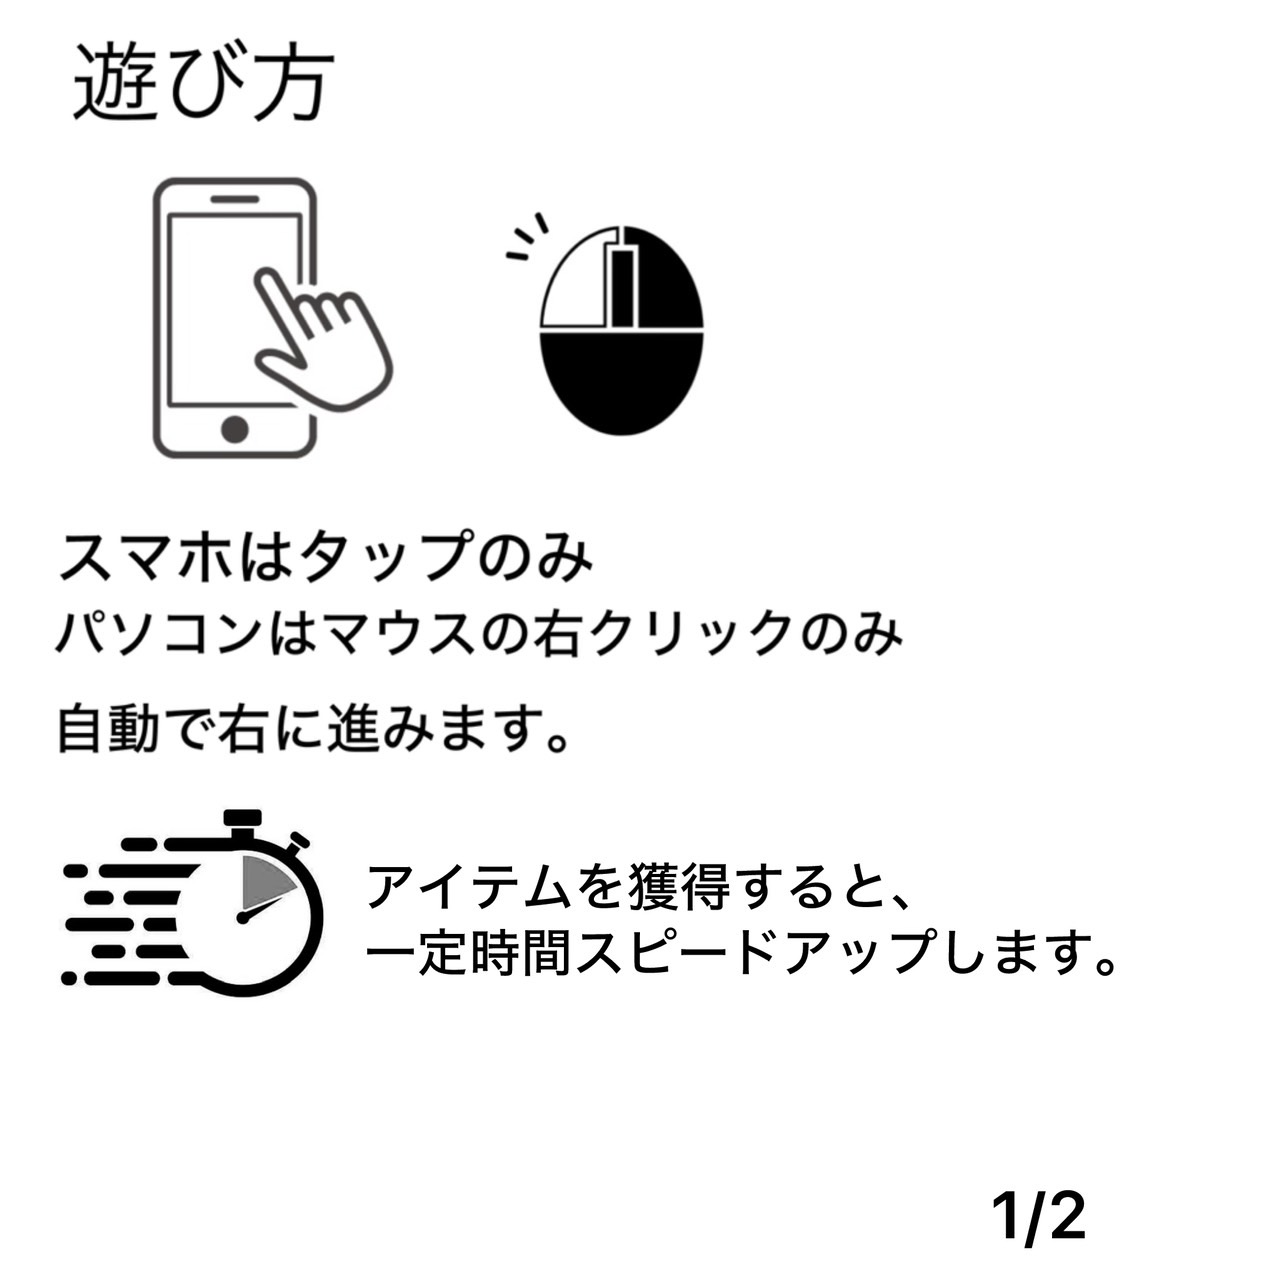 遊び方
スマホはタップのみ
パソコンはマウスの右クリックのみ
自動で右に進みます。
アイテムを獲得すると、
一定時間スピードアップします。
1/2